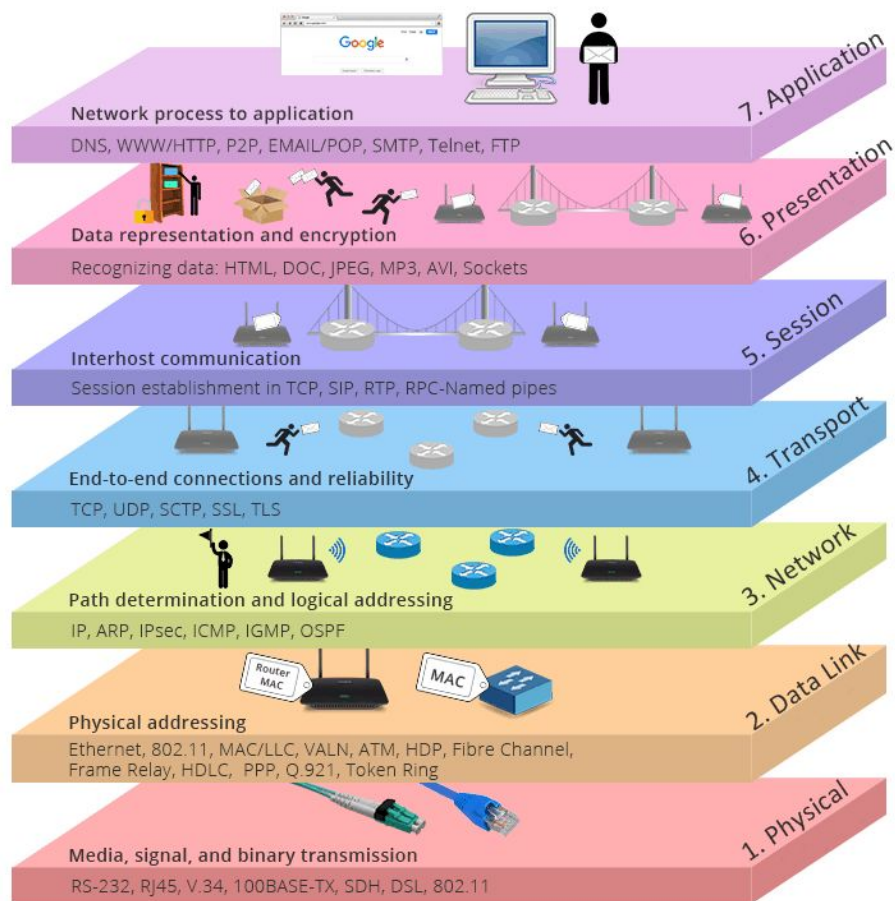 Google
7. Application
Network process to application
DNS, WWW/HTTP, P2P, EMAIL/POP, SMTP, Telnet, FTP
6. Presentation
Data representation and encryption
Recognizing data: HTML, DOC, JPEG, MP3, AVI, Sockets
5. Session
Interhost communication
Session establishment in TCP, SIP, RTP, RPC-Named pipes
4. Transport
End-to-end connections and reliability
TCP, UDP, SCTP, SSL, TLS
3. Network
Path determination and logical addressing
IP, ARP, IPsec, ICMP, IGMP, OSPF
Router
MAC
MAC
2. Data Link
Physical addressing
Ethernet, 802.11, MAC/LLC, VALN, ATM, HDP, Fibre Channel,
Frame Relay, HDLC, PPP, Q.921, Token Ring
1. Physical
Media, signal, and binary transmission
RS-232, RJ45, V.34, 100BASE-TX, SDH, DSL, 802.11